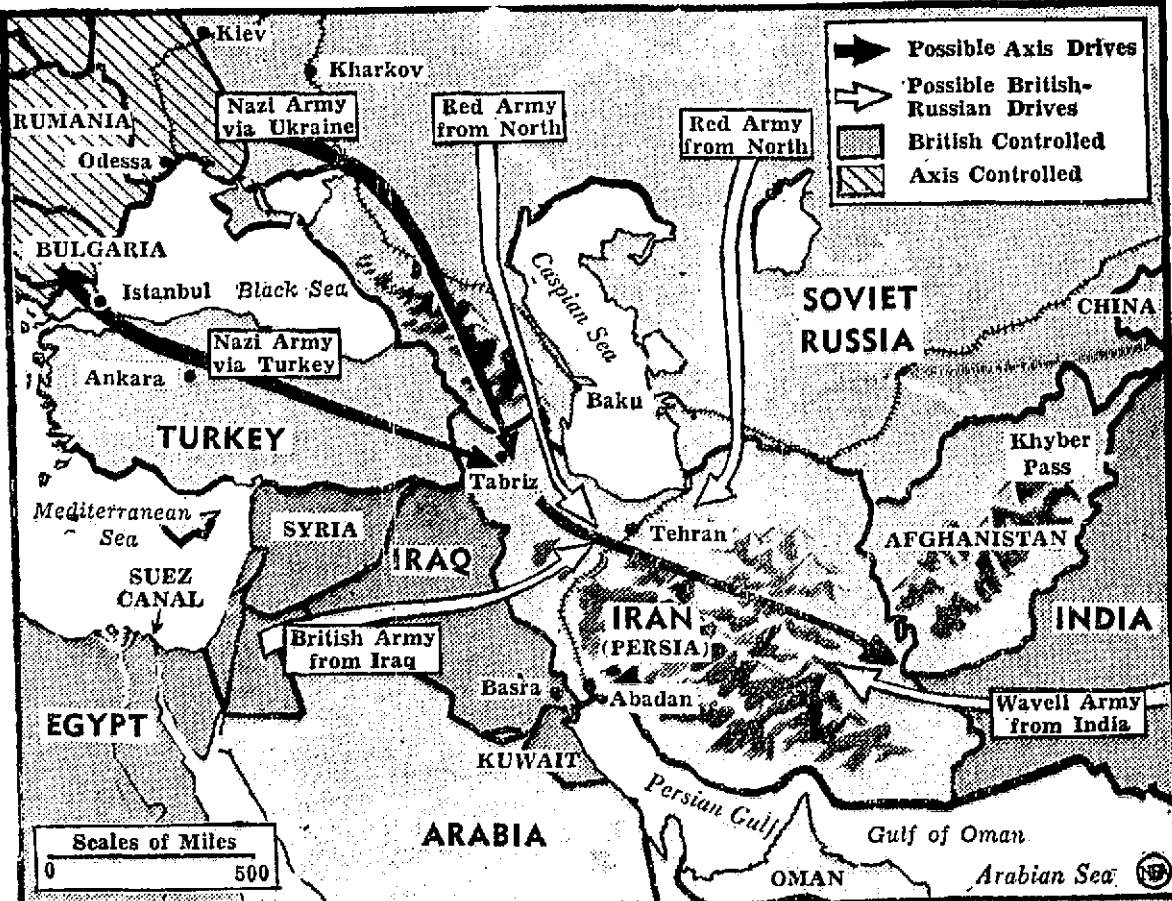 Kiev
Kharkov
Nazi Army
via Ukraine
Red Army
from North
Red Army
from North
Possible Axis Drives
Possible British-
Russian Drives
British Controlled
Axis Controlled
RUMANIA
Odessa
BULGARIA
Istanbul
Black Sea
Caspian Sea
SOVIET
RUSSIA
CHINA
Nazi Army
via Turkey
Ankara
Baku
TURKEY
Khyber
Pass
Tabriz
Mediterranean
Sea
SYRIA
IRAQ
Tehran
AFGHANISTAN
SUEZ
CANAL
IRAN
(PERSIA)
INDIA
British Army
from Iraq
Basra
Abadan
Wavell Army
from India
EGYPT
KUWAIT
Persian Gulf
Scales of Miles
0 500
ARABIA
Gulf of Oman
OMAN
Arabian Sea
NEA